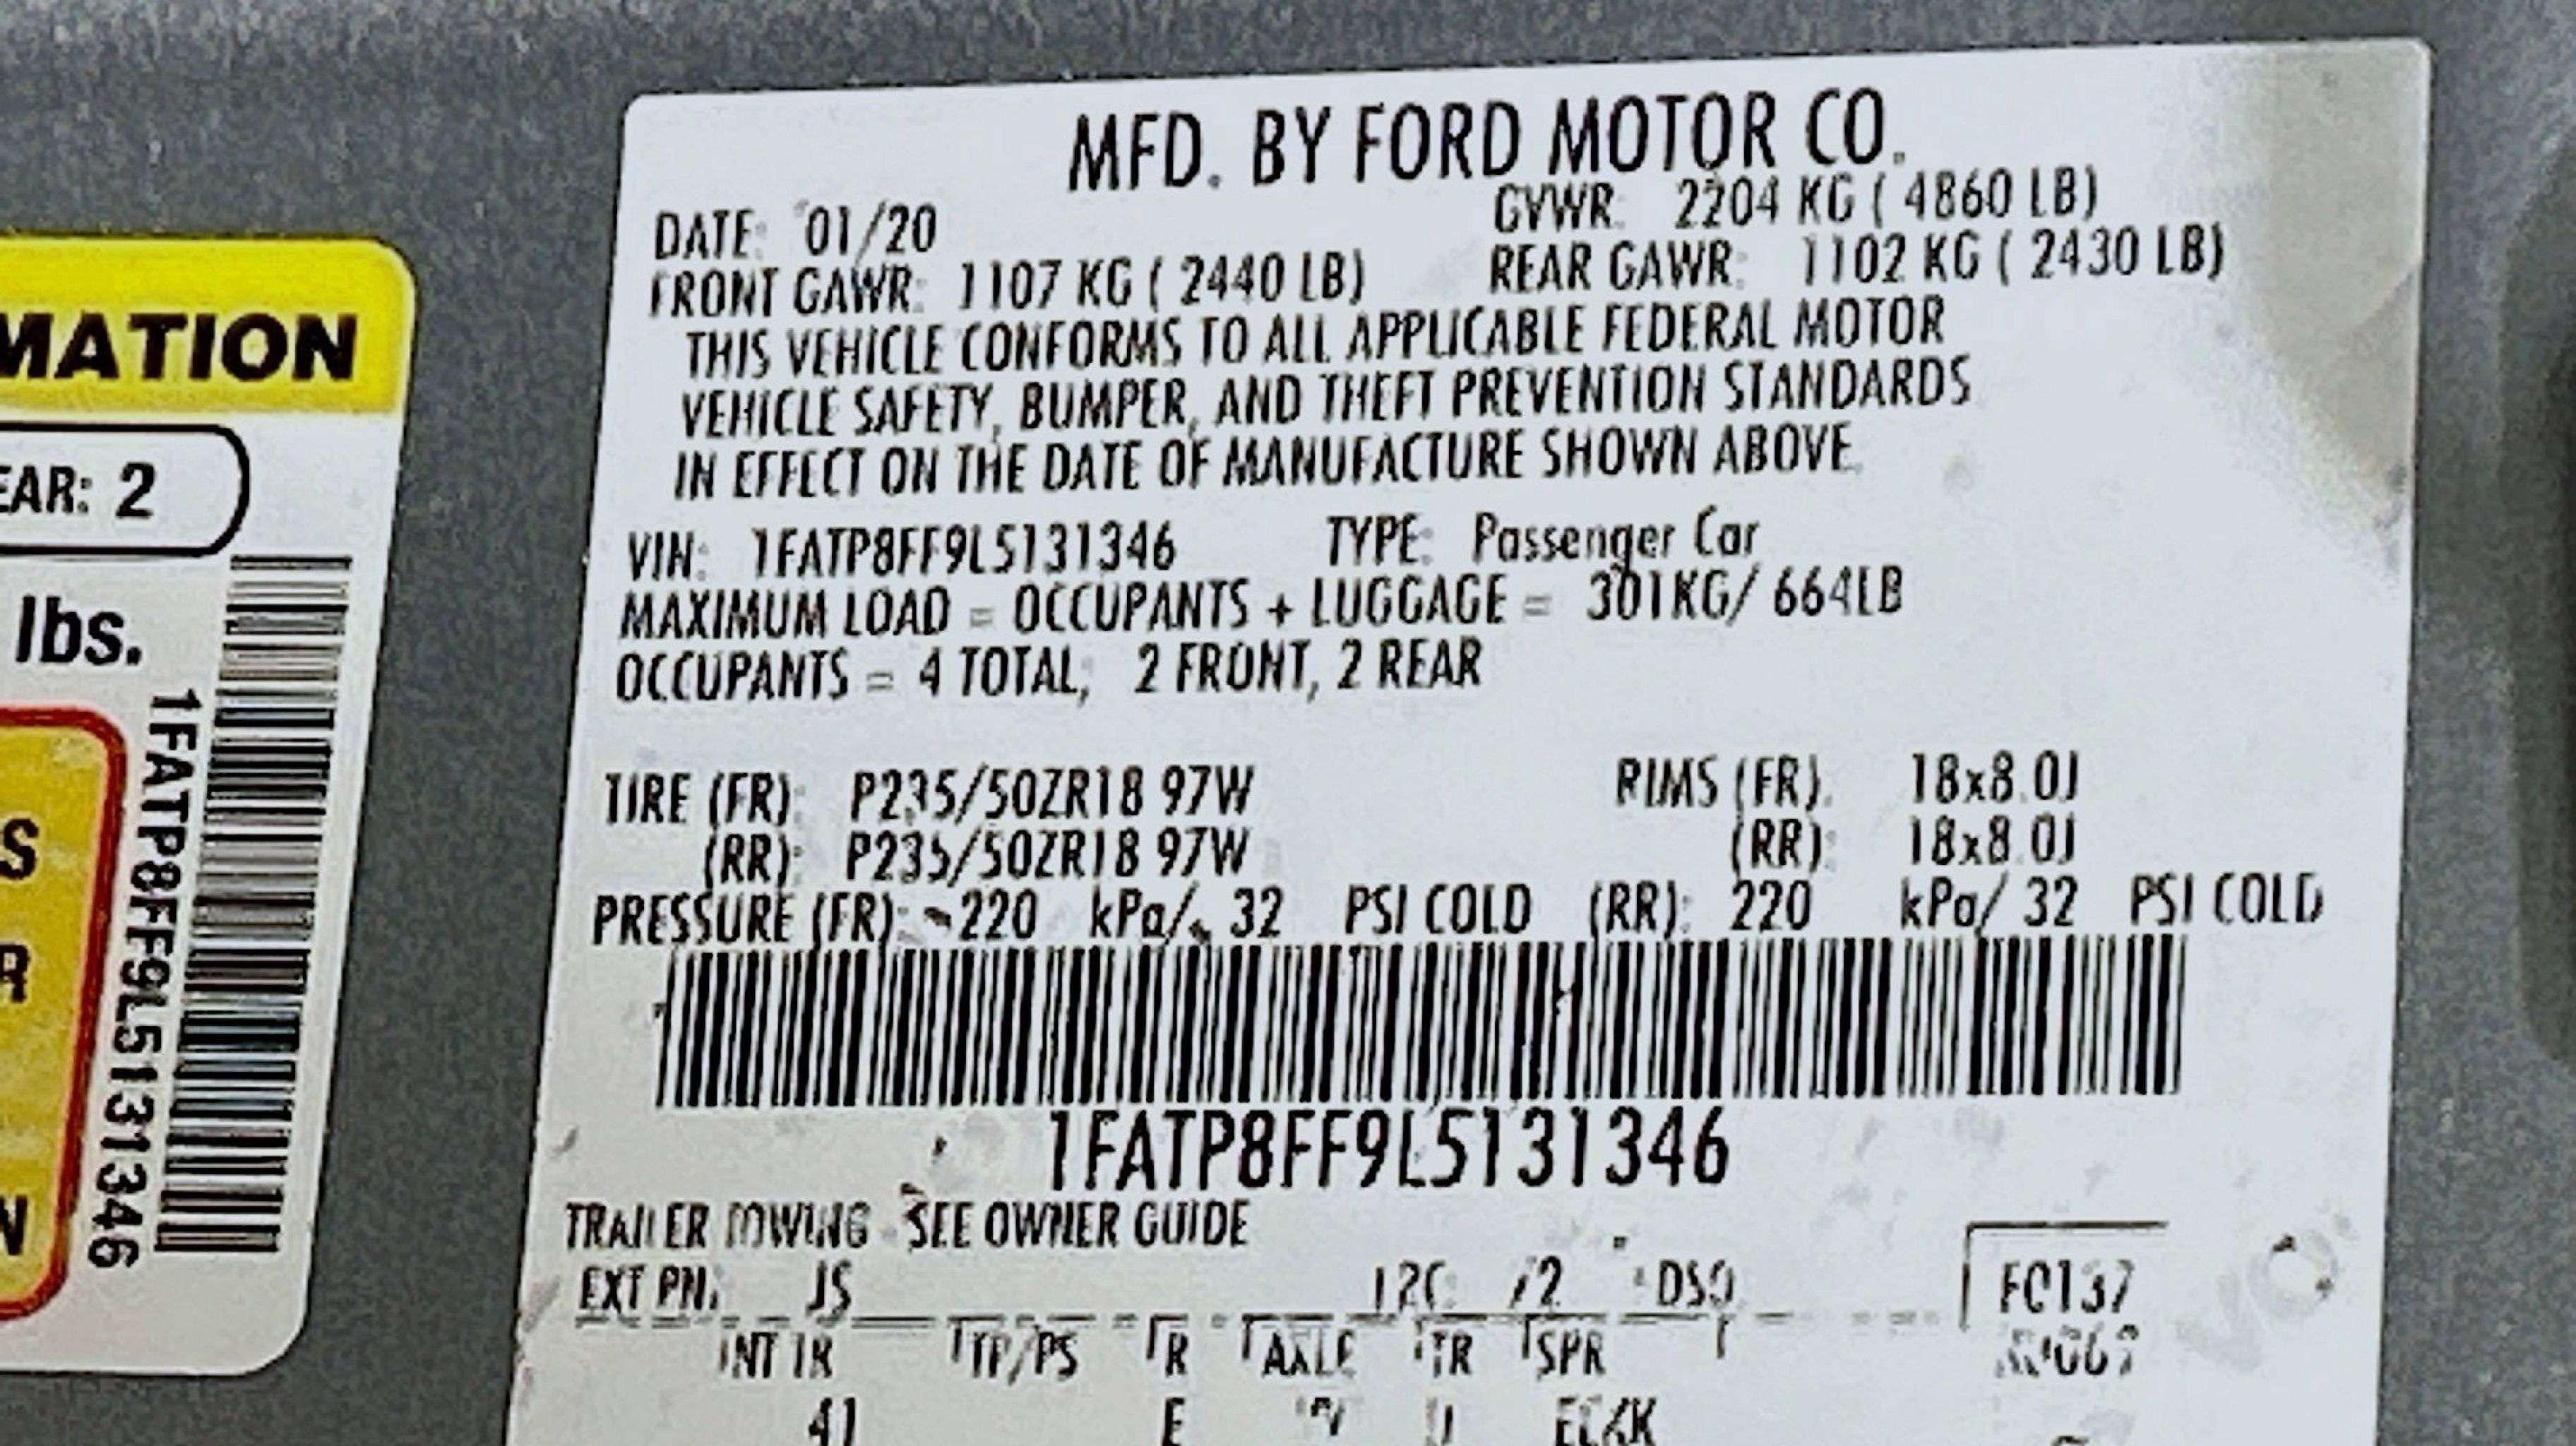 MATION
EAR: 2
lbs.
S
R
N
1FATP8FF9L5131346
MFD. BY FORD MOTOR CO.
DATE: 01/20 GVWR: 2204 KG ( 4860 LB)
FRONT GAWR: 1107 KG ( 2440 LB) REAR GAWR: 1102 KG ( 2430 LB)
THIS VEHICLE CONFORMS TO ALL APPLICABLE FEDERAL MOTOR
VEHICLE SAFETY, BUMPER, AND THEFT PREVENTION STANDARDS
IN EFFECT ON THE DATE OF MANUFACTURE SHOWN ABOVE.
VIN: 1FATP8FF9L5131346 TYPE: Passenger Car
MAXIMUM LOAD = OCCUPANTS + LUGGAGE = 301KG/ 664LB
OCCUPANTS = 4 TOTAL, 2 FRONT, 2 REAR
TIRE (FR): P235/50ZR18 97W RIMS (FR): 18x8.0J
(RR): P235/50ZR18 97W (RR): 18x8.0J
PRESSURE (FR): 220 kPa/ 32 PSI COLD (RR): 220 kPa/ 32 PSI COLD
1FATP8FF9L5131346
TRAILER TOWING - SEE OWNER GUIDE
EXT PNT: JS 72 DSO FC137
INT TR TP/PS R AXLE TR SPR
41 E